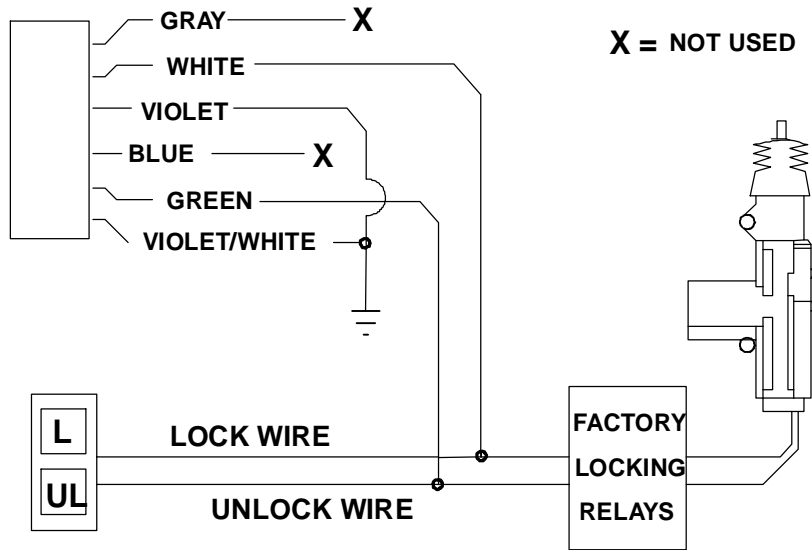 GRAY X
X = NOT USED
WHITE
VIOLET
BLUE X
GREEN
VIOLET/WHITE
L
LOCK WIRE
UL
UNLOCK WIRE
FACTORY
LOCKING
RELAYS